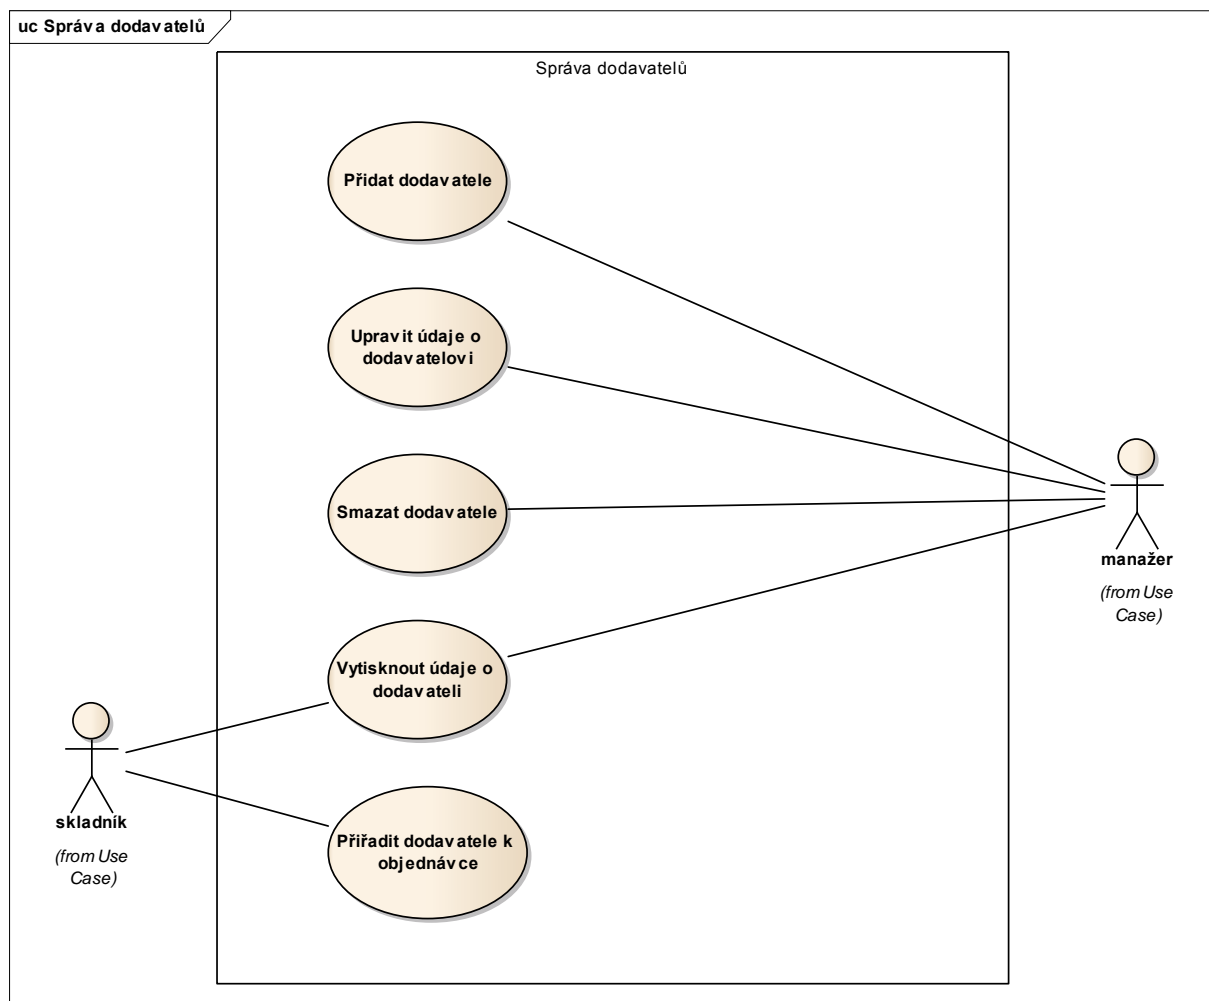 uc Správa dodavatelů
Správa dodavatelů
Přidat dodavatele
Upravit údaje o
dodavatelovi
Smazat dodavatele
manažer
(from Use
Case)
Vytisknout údaje o
dodavateli
skladník
(from Use
Case)
Přiřadit dodavatele k
objednávce